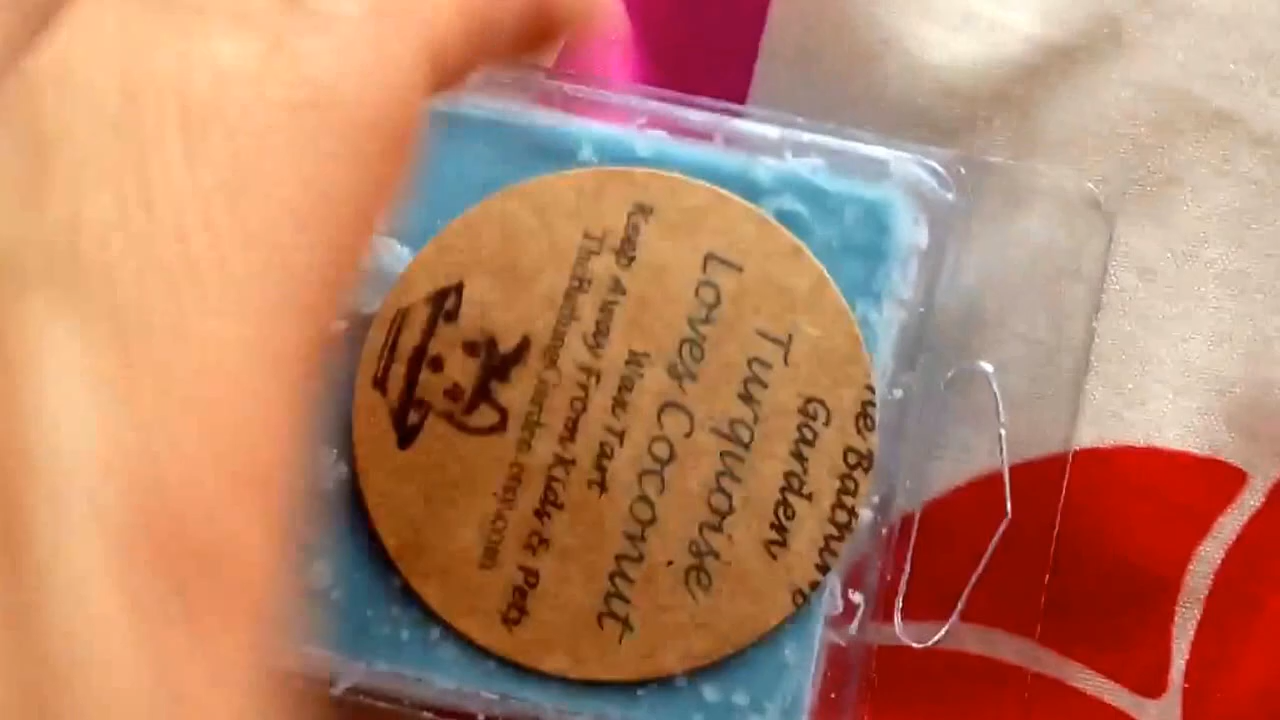 Garden
Turquoise
Loves Coconut
Wax Tart
Keep Away From Kids & Pets